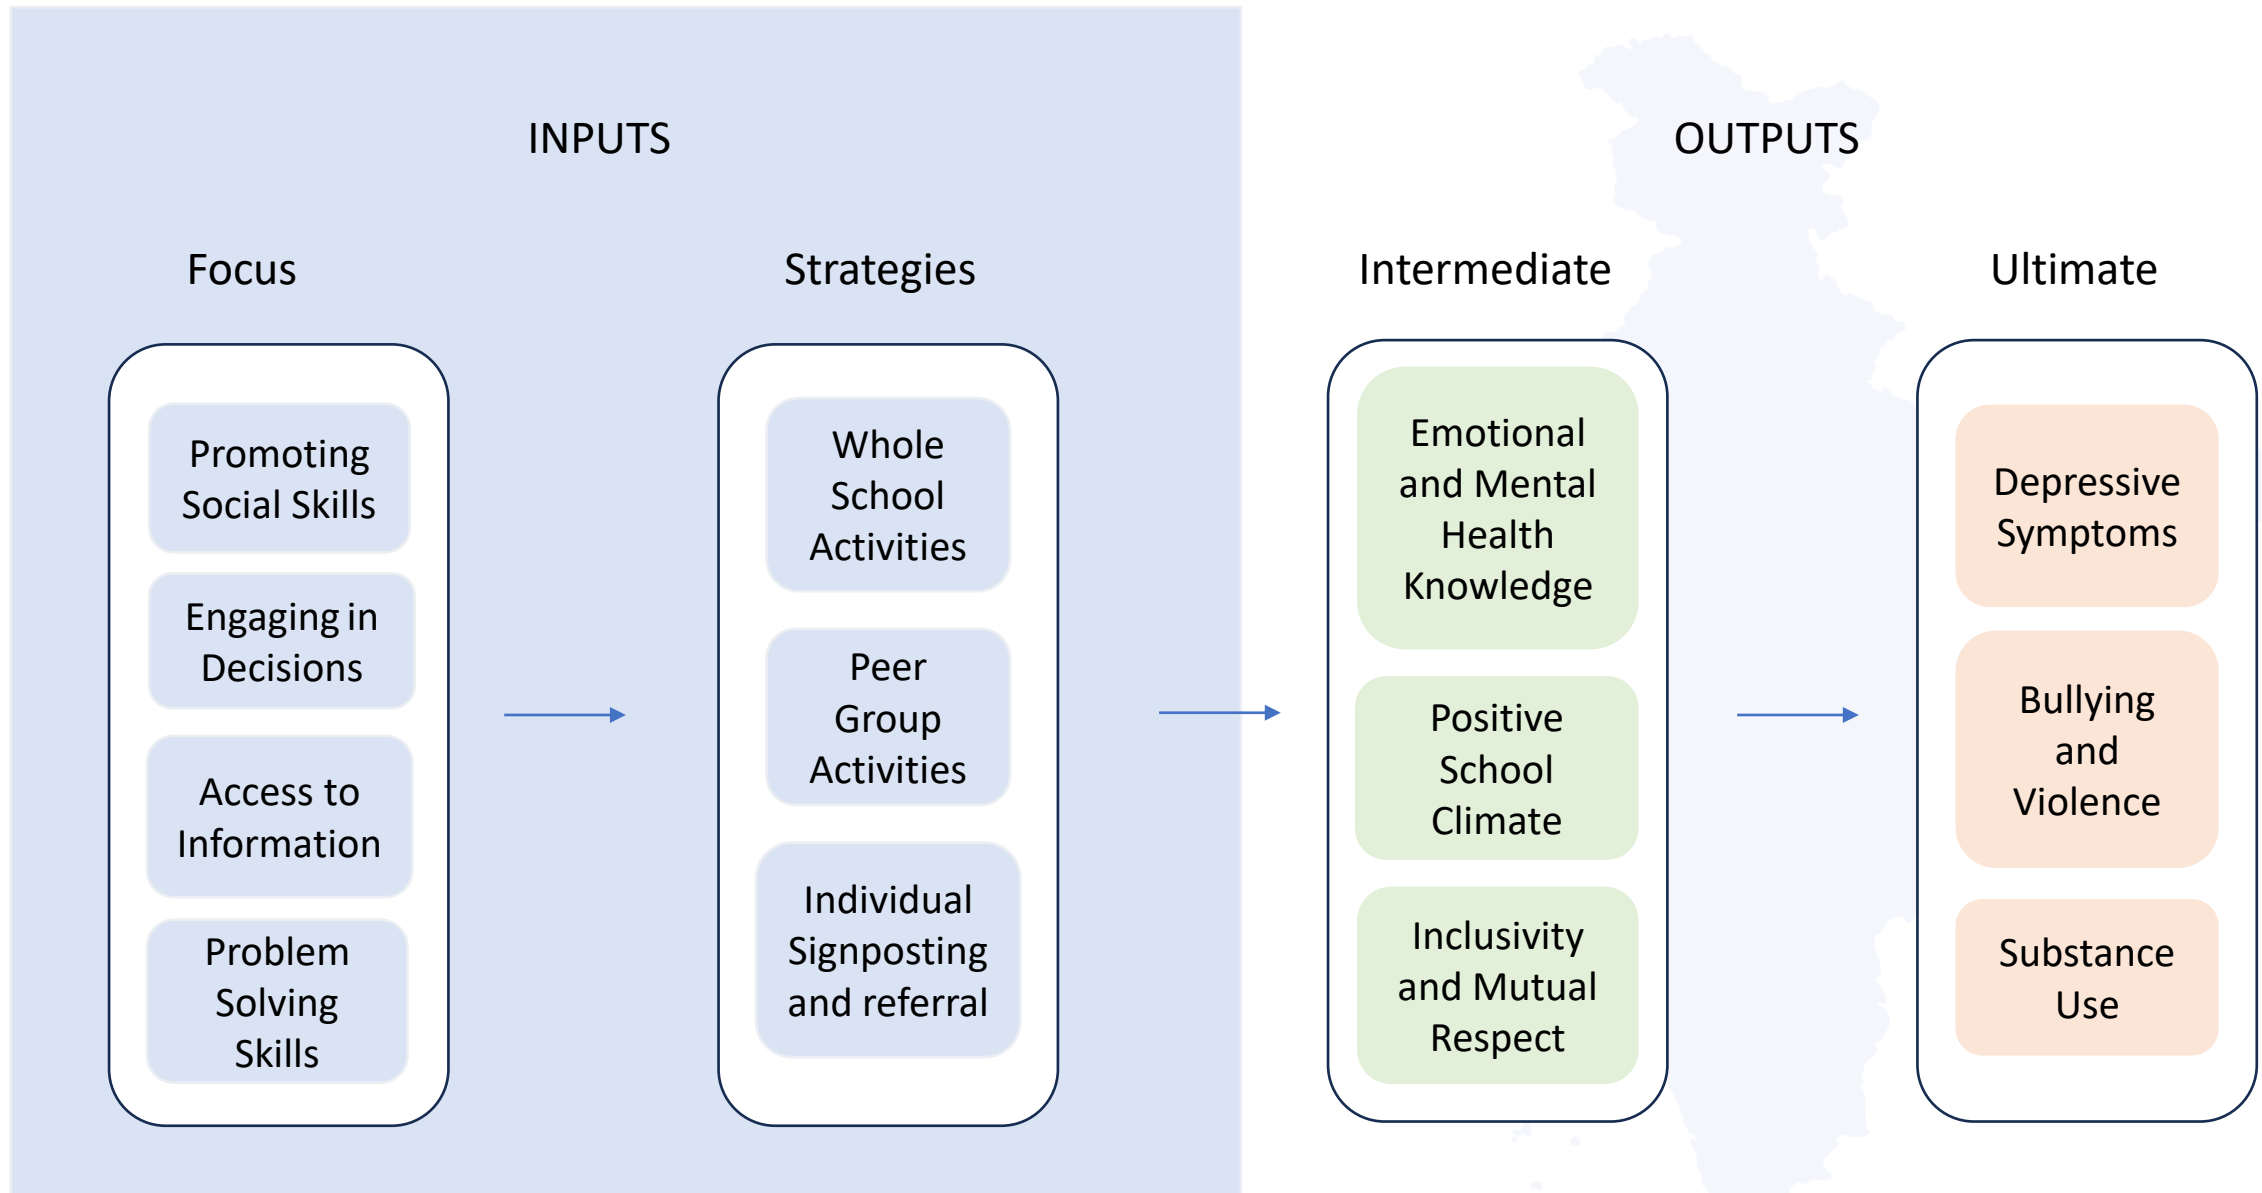 INPUTS
OUTPUTS
Focus
Strategies
Intermediate
Ultimate
Promoting
Social Skills
Engaging in
Decisions
Access to
Information
Problem
Solving
Skills
Whole
School
Activities
Peer
Group
Activities
Individual
Signposting
and referral
Emotional
and Mental
Health
Knowledge
Positive
School
Climate
Inclusivity
and Mutual
Respect
Depressive
Symptoms
Bullying
and
Violence
Substance
Use